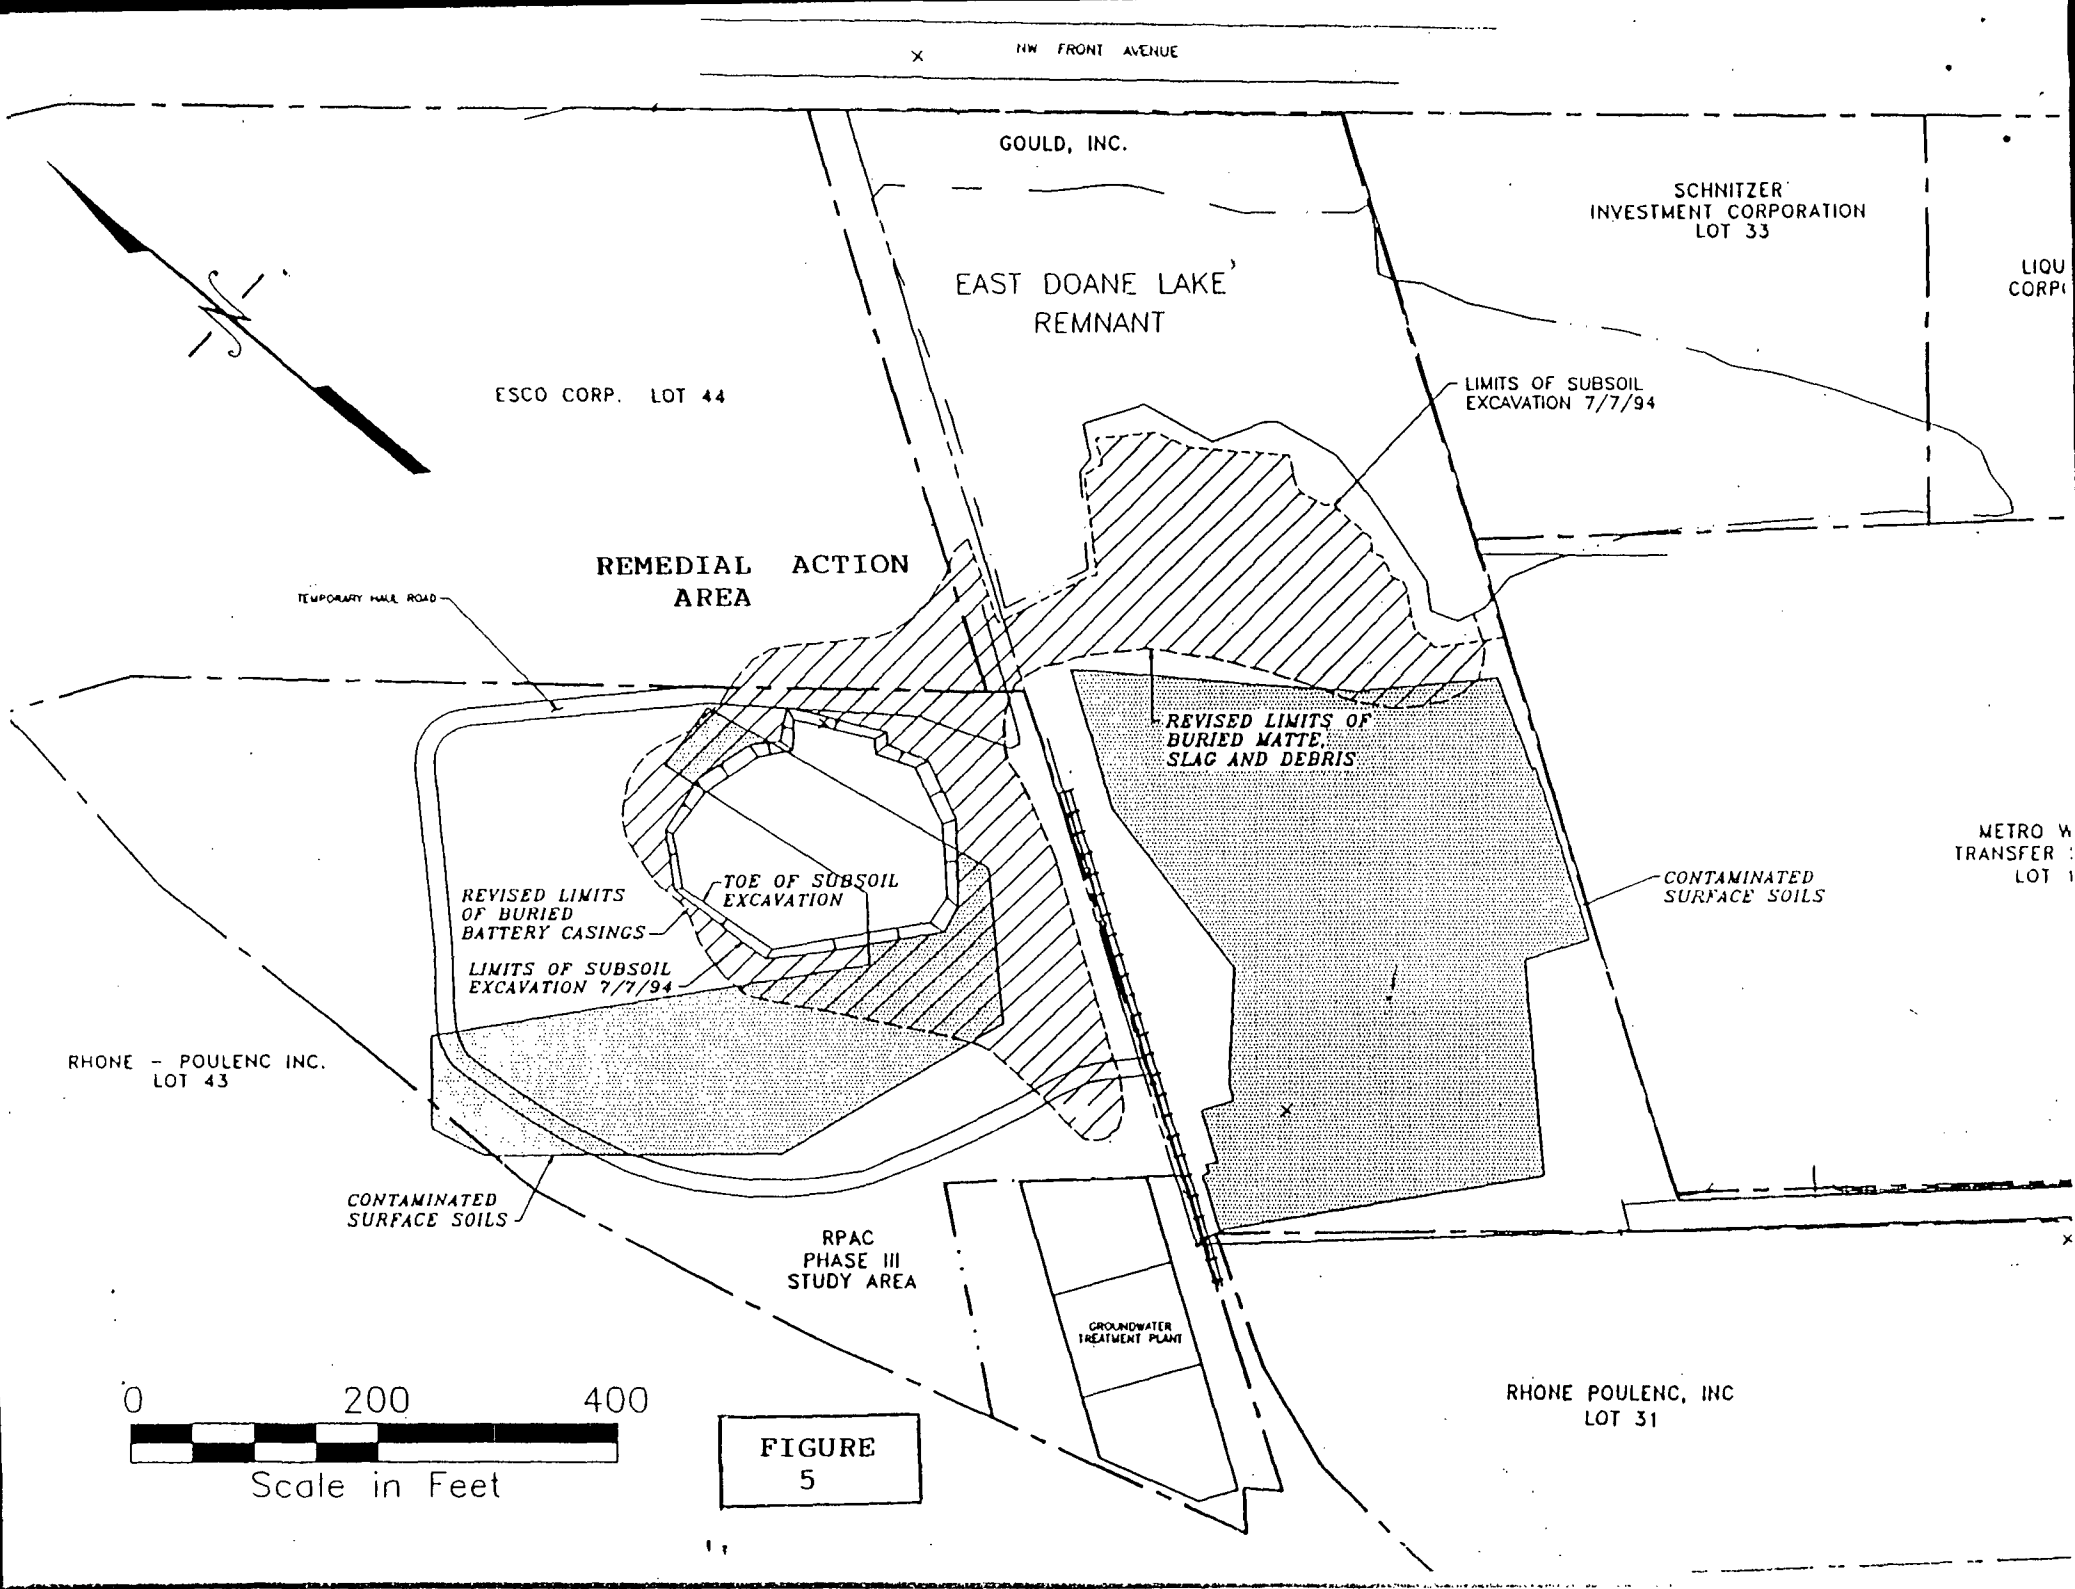 NW FRONT AVENUE
GOULD, INC.
SCHNITZER
INVESTMENT CORPORATION
LOT 33
LIQU
CORP
EAST DOANE LAKE
REMNANT
N
LIMITS OF SUBSOIL
EXCAVATION 7/7/94
ESCO CORP. LOT 44
REMEDIAL ACTION
AREA
TEMPORARY HAUL ROAD
REVISED LIMITS OF
BURIED MATTE,
SLAG AND DEBRIS
METRO W
TRANSFER
LOT 1
CONTAMINATED
SURFACE SOILS
TOE OF SUBSOIL
EXCAVATION
REVISED LIMITS
OF BURIED
BATTERY CASINGS
LIMITS OF SUBSOIL
EXCAVATION 7/7/94
RHONE - POULENC INC.
LOT 43
CONTAMINATED
SURFACE SOILS
RPAC
PHASE III
STUDY AREA
GROUNDWATER
TREATMENT PLANT
RHONE POULENC, INC
LOT 31
0 200 400
Scale in Feet
FIGURE
5